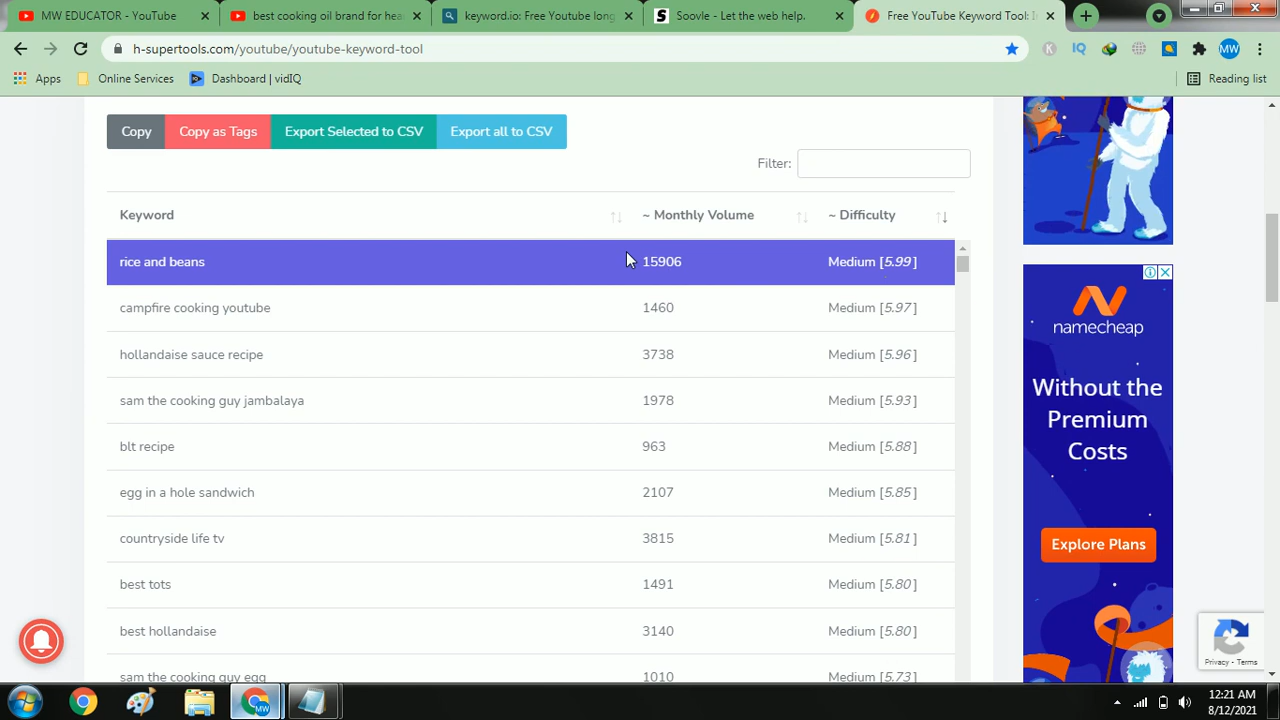 MW EDUCATOR - YouTube
best cooking oil brand for hea
keyword.io: Free Youtube long
Soovle - Let the web help.
Free YouTube Keyword Tool: I
h-supertools.com/youtube/youtube-keyword-tool
K
IQ
MW
Apps
Online Services
Dashboard | vidIQ
Reading list
Copy
Copy as Tags
Export Selected to CSV
Export all to CSV
Filter:
Keyword ~ Monthly Volume ~ Difficulty
rice and beans 15906 Medium [5.99]
campfire cooking youtube 1460 Medium [5.97]
hollandaise sauce recipe 3738 Medium [5.96]
sam the cooking guy jambalaya 1978 Medium [5.93]
blt recipe 963 Medium [5.88]
egg in a hole sandwich 2107 Medium [5.85]
countryside life tv 3815 Medium [5.81]
best tots 1491 Medium [5.80]
best hollandaise 3140 Medium [5.80]
sam the cooking guy egg 1010 Medium [5.73]
namecheap
Without the
Premium
Costs
Explore Plans
Privacy - Terms
MW
12:21 AM
8/12/2021